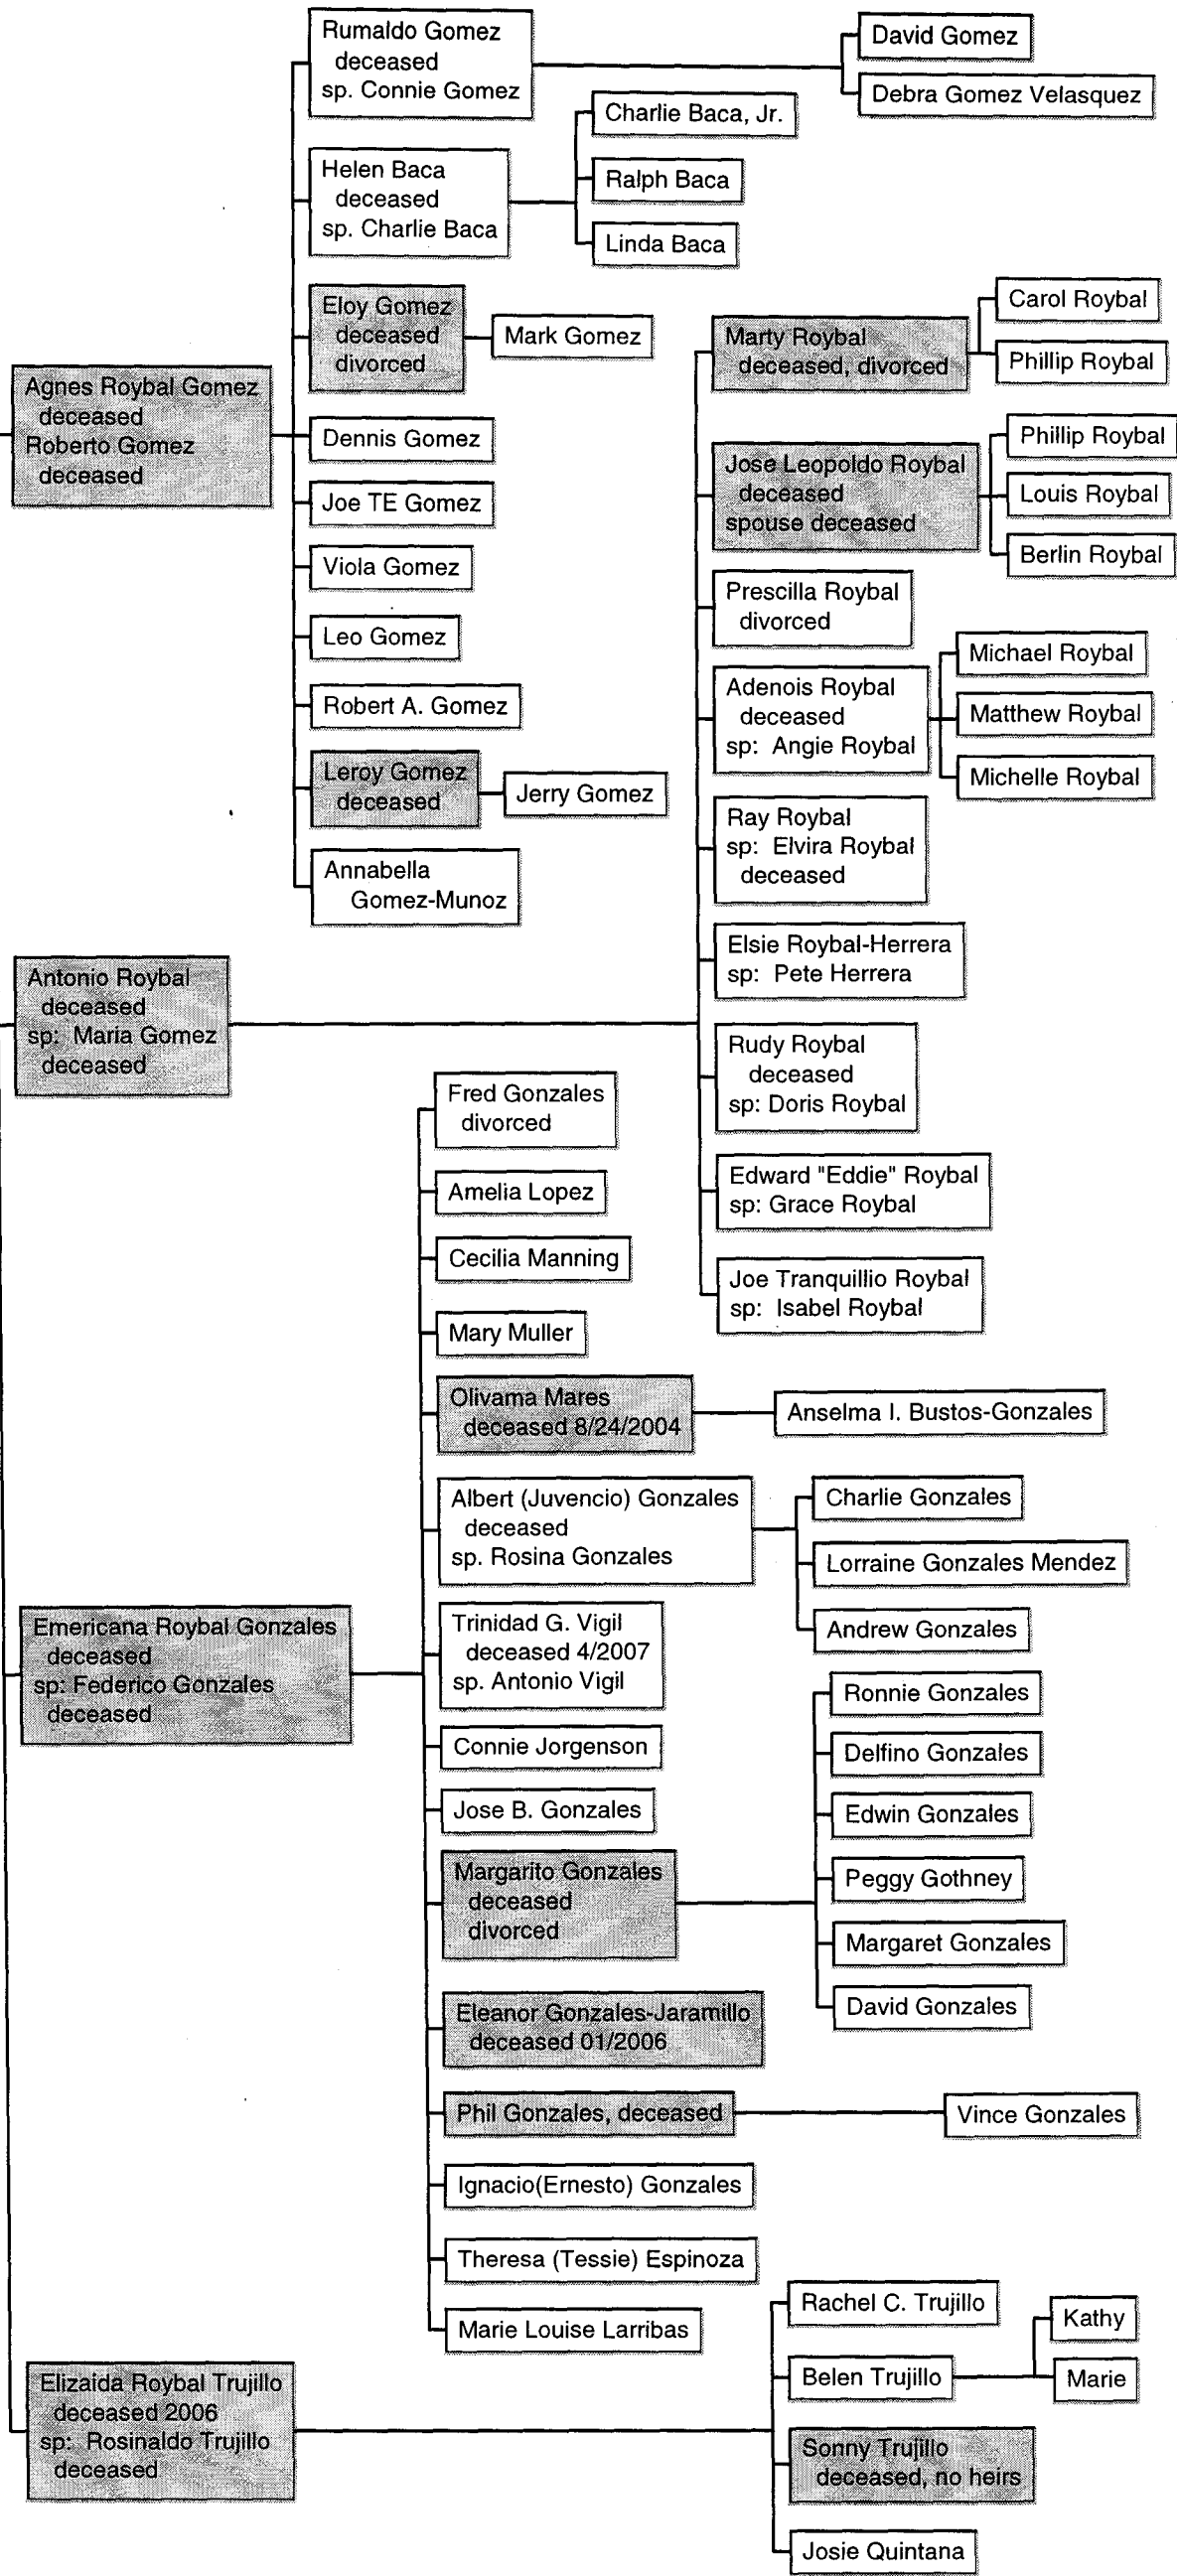 Rumaldo Gomez
deceased
sp. Connie Gomez
David Gomez
Debra Gomez Velasquez
Helen Baca
deceased
sp. Charlie Baca
Charlie Baca, Jr.
Ralph Baca
Linda Baca
Agnes Roybal Gomez
deceased
Roberto Gomez
deceased
Eloy Gomez
deceased
divorced
Mark Gomez
Dennis Gomez
Joe TE Gomez
Viola Gomez
Leo Gomez
Robert A. Gomez
Leroy Gomez
deceased
Jerry Gomez
Annabella
Gomez-Munoz
Antonio Roybal
deceased
sp: Maria Gomez
deceased
Marty Roybal
deceased, divorced
Carol Roybal
Phillip Roybal
Jose Leopoldo Roybal
deceased
spouse deceased
Phillip Roybal
Louis Roybal
Berlin Roybal
Prescilla Roybal
divorced
Adenois Roybal
deceased
sp: Angie Roybal
Michael Roybal
Matthew Roybal
Michelle Roybal
Ray Roybal
sp: Elvira Roybal
deceased
Elsie Roybal-Herrera
sp: Pete Herrera
Rudy Roybal
deceased
sp: Doris Roybal
Edward "Eddie" Roybal
sp: Grace Roybal
Joe Tranquillio Roybal
sp: Isabel Roybal
Emericana Roybal Gonzales
deceased
sp: Federico Gonzales
deceased
Fred Gonzales
divorced
Amelia Lopez
Cecilia Manning
Mary Muller
Olivama Mares
deceased 8/24/2004
Anselma I. Bustos-Gonzales
Albert (Juvencio) Gonzales
deceased
sp. Rosina Gonzales
Charlie Gonzales
Lorraine Gonzales Mendez
Andrew Gonzales
Trinidad G. Vigil
deceased 4/2007
sp. Antonio Vigil
Connie Jorgenson
Jose B. Gonzales
Margarito Gonzales
deceased
divorced
Ronnie Gonzales
Delfino Gonzales
Edwin Gonzales
Peggy Gothney
Margaret Gonzales
David Gonzales
Eleanor Gonzales-Jaramillo
deceased 01/2006
Phil Gonzales, deceased
Vince Gonzales
Ignacio(Ernesto) Gonzales
Theresa (Tessie) Espinoza
Marie Louise Larribas
Elizaida Roybal Trujillo
deceased 2006
sp: Rosinaldo Trujillo
deceased
Rachel C. Trujillo
Belen Trujillo
Kathy
Marie
Sonny Trujillo
deceased, no heirs
Josie Quintana